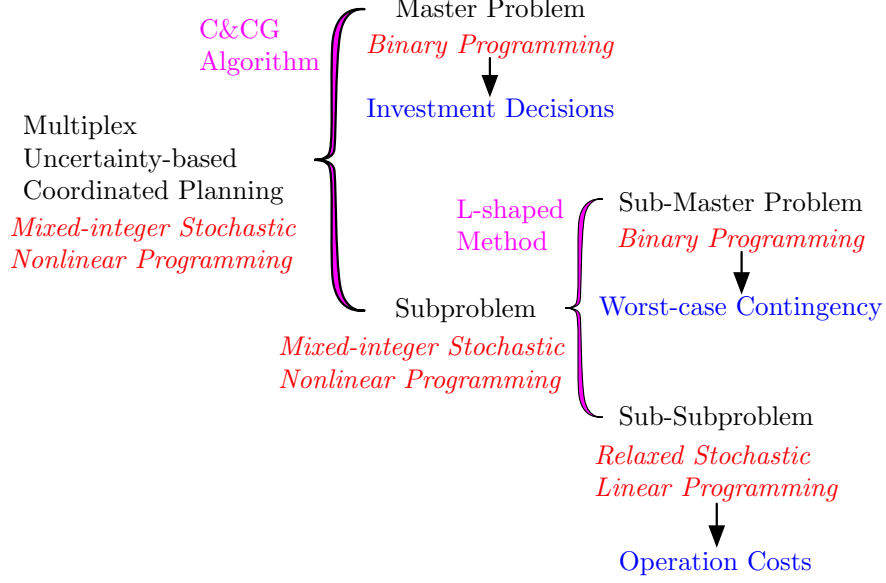 Master Problem
C&CG
Algorithm
Binary Programming
Investment Decisions
Multiplex
Uncertainty-based
Coordinated Planning
Mixed-integer Stochastic
Nonlinear Programming
L-shaped
Method
Sub-Master Problem
Binary Programming
Worst-case Contingency
Subproblem
Mixed-integer Stochastic
Nonlinear Programming
Sub-Subproblem
Relaxed Stochastic
Linear Programming
Operation Costs